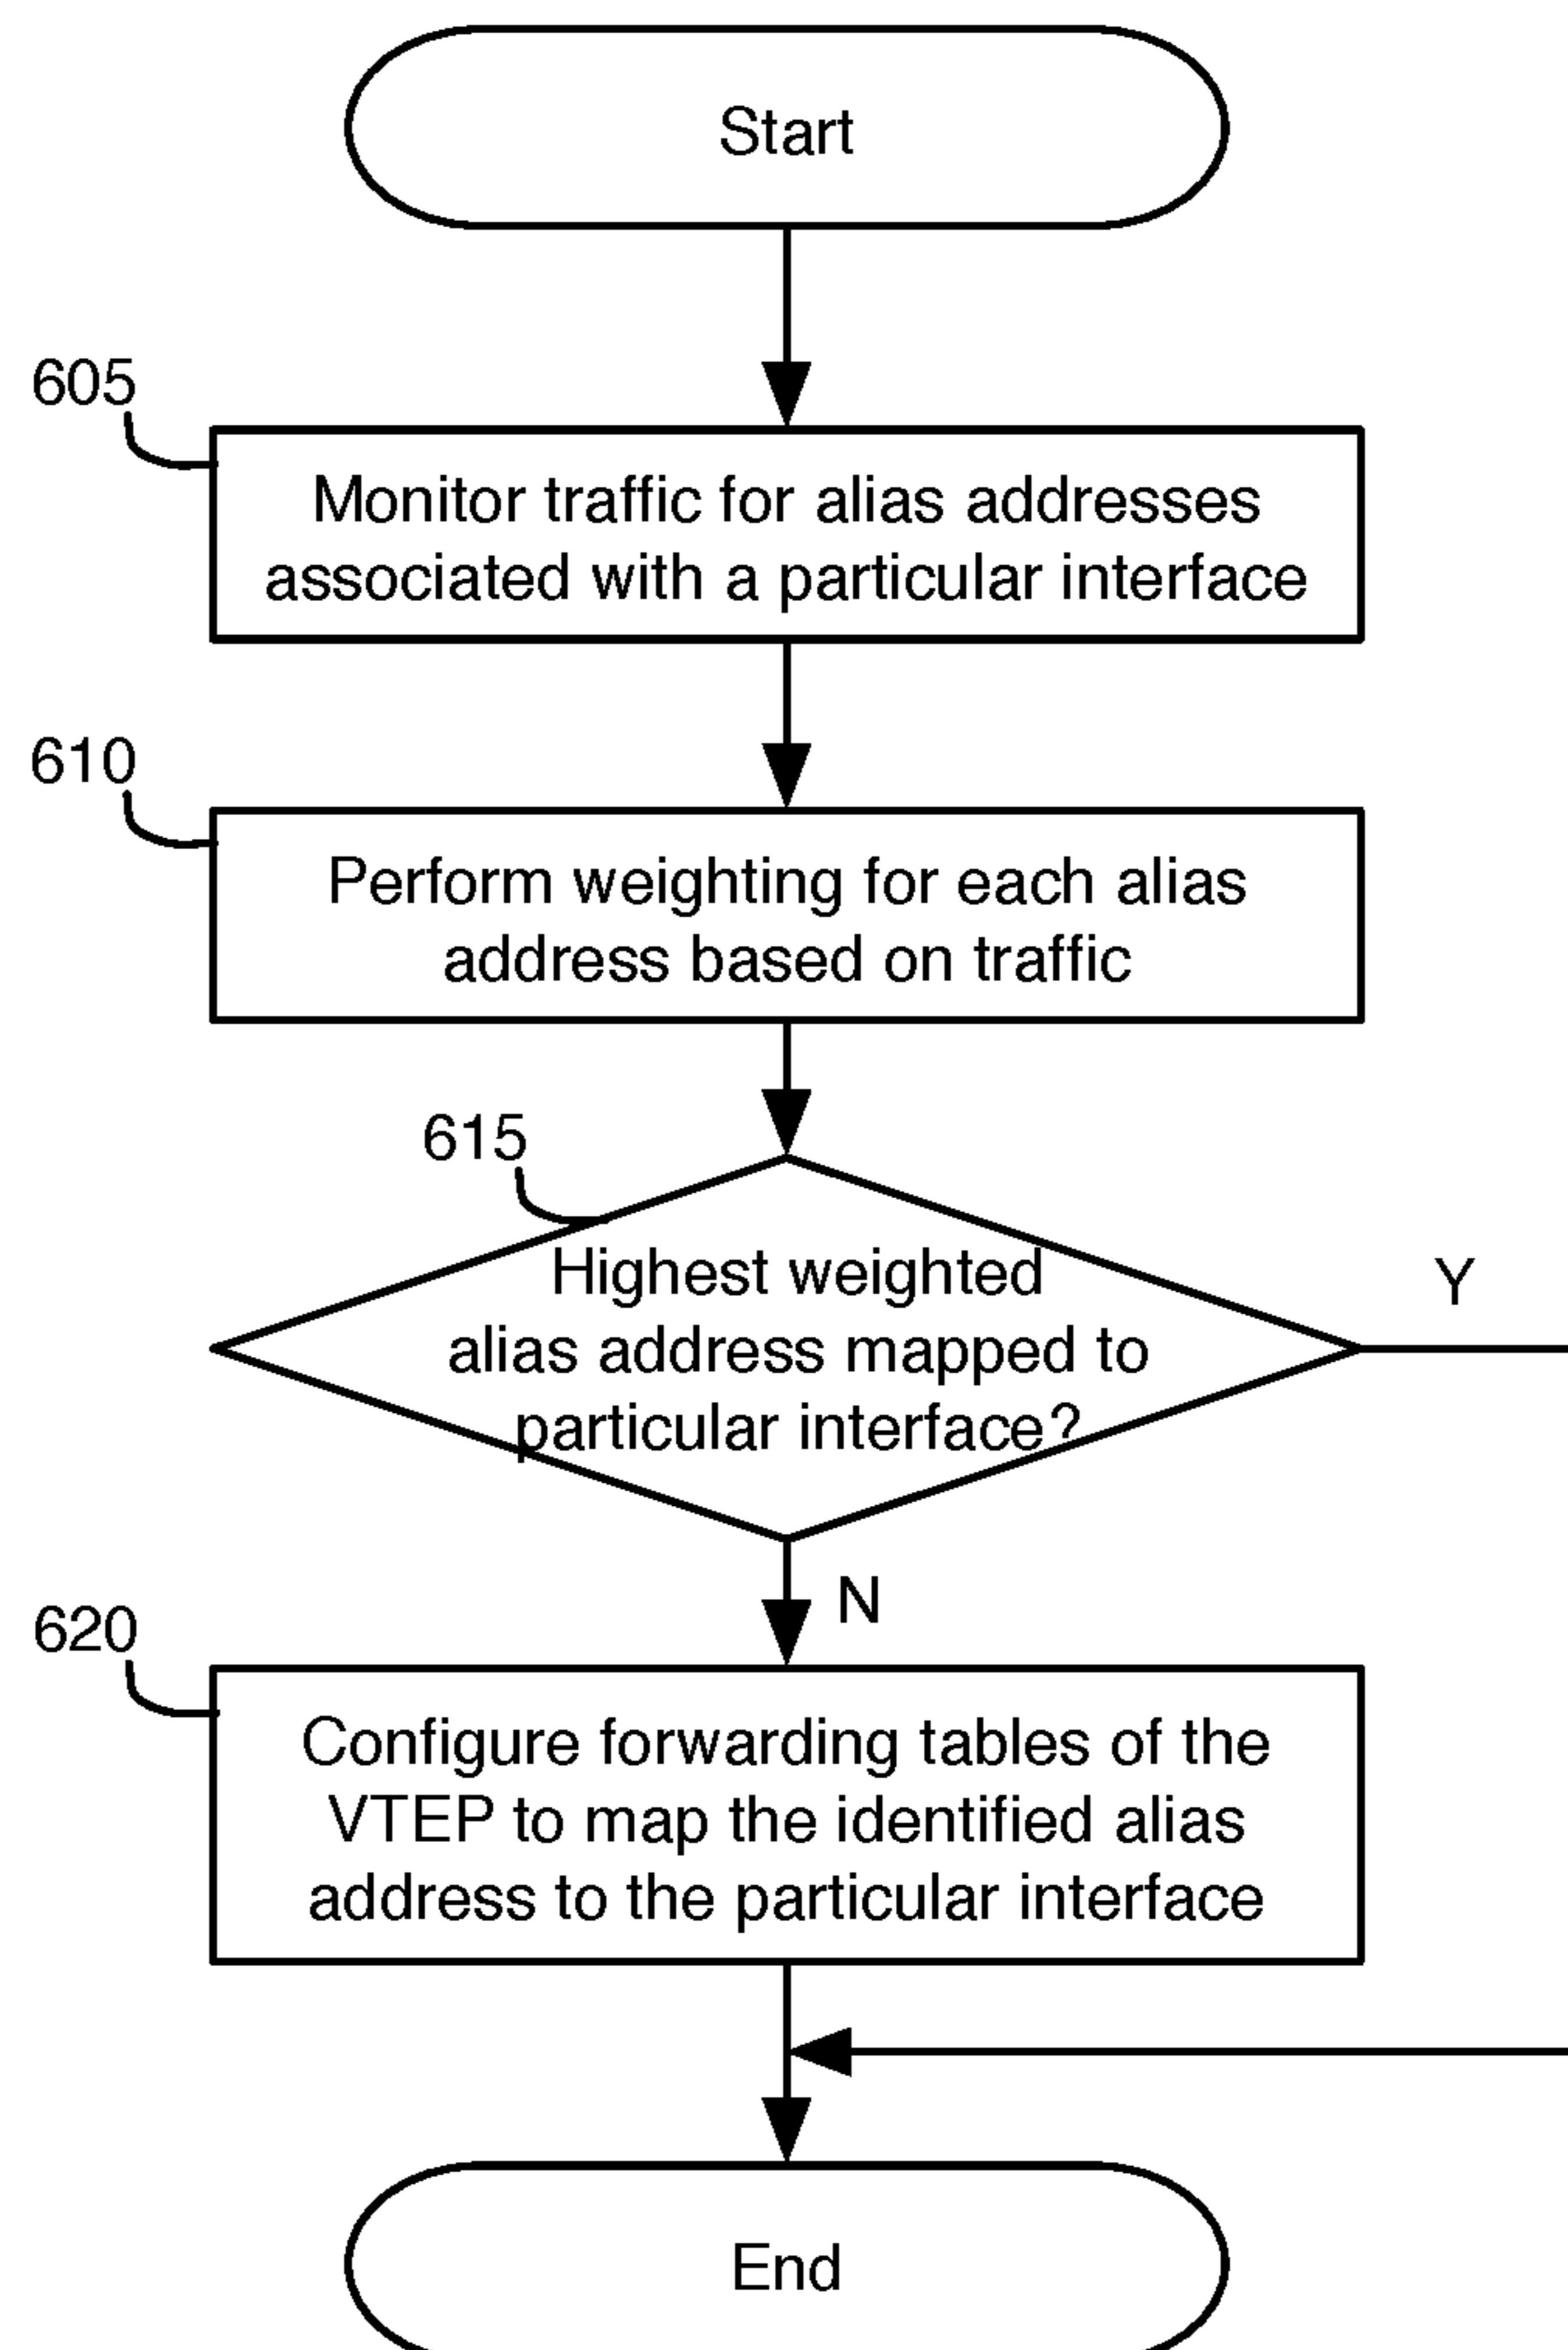 Start
605
Monitor traffic for alias addresses
associated with a particular interface
610
Perform weighting for each alias
address based on traffic
615
Highest weighted
alias address mapped to
particular interface?
Y
N
620
Configure forwarding tables of the
VTEP to map the identified alias
address to the particular interface
End